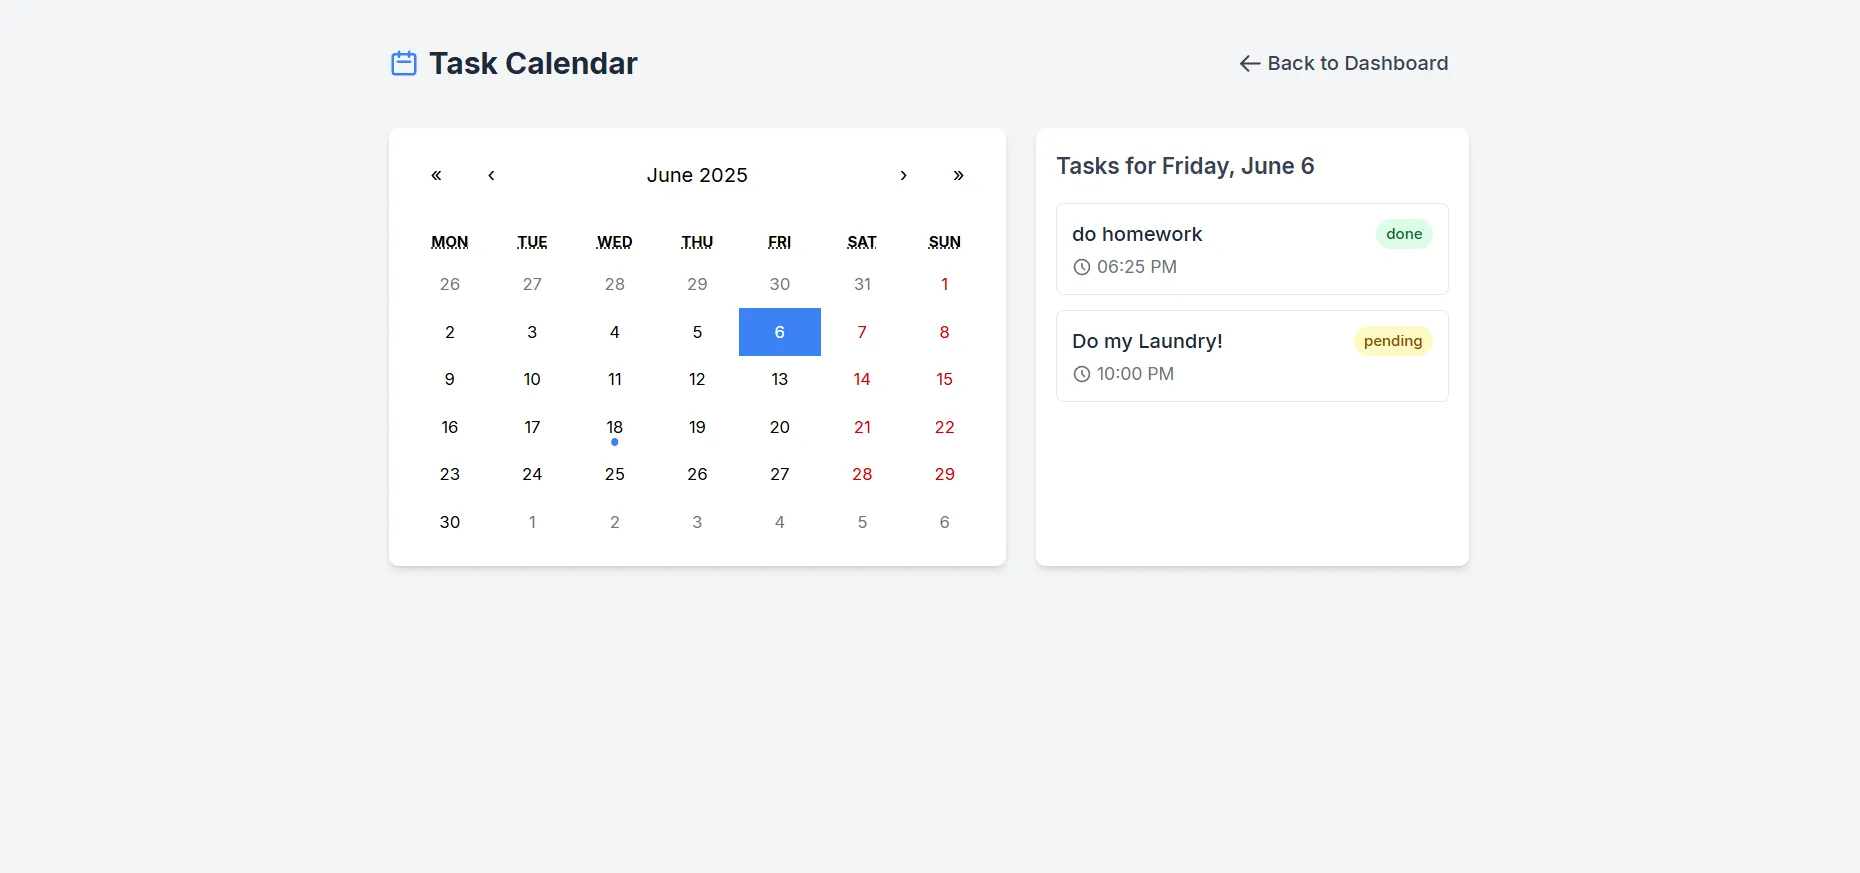 Task Calendar
Back to Dashboard
« ‹ June 2025 › »
MON TUE WED THU FRI SAT SUN
26 27 28 29 30 31 1
2 3 4 5 6 7 8
9 10 11 12 13 14 15
16 17 18 19 20 21 22
23 24 25 26 27 28 29
30 1 2 3 4 5 6
Tasks for Friday, June 6
do homework done
06:25 PM
Do my Laundry! pending
10:00 PM